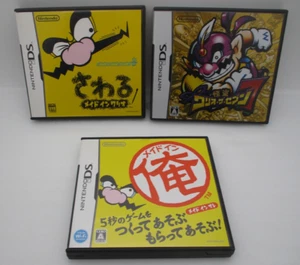 NINTENDO DS
さわる
メイドインワリオ
NINTENDO DS
怪盗
ワリオ・ザ・セブン
NINTENDO DS
メイド イン
俺
メイドインワリオ
5秒のゲームを
つくってあそぶ
もらってあそぶ!